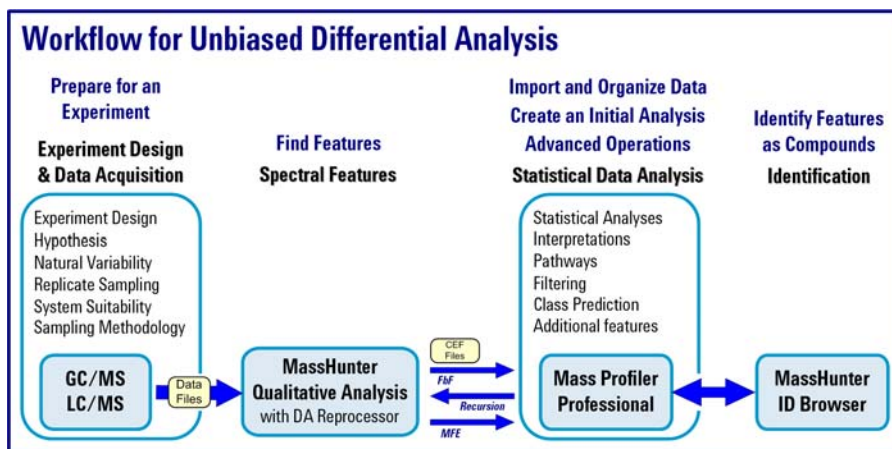 Workflow for Unbiased Differential Analysis
Prepare for an
Experiment
Experiment Design
& Data Acquisition
Experiment Design
Hypothesis
Natural Variability
Replicate Sampling
System Suitability
Sampling Methodology
GC/MS
LC/MS
Data
Files
Find Features
Spectral Features
MassHunter
Qualitative Analysis
with DA Reprocessor
CEF
Files
FbF
Recursion
MFE
Import and Organize Data
Create an Initial Analysis
Advanced Operations
Statistical Data Analysis
Statistical Analyses
Interpretations
Pathways
Filtering
Class Prediction
Additional features
Mass Profiler
Professional
Identify Features
as Compounds
Identification
MassHunter
ID Browser